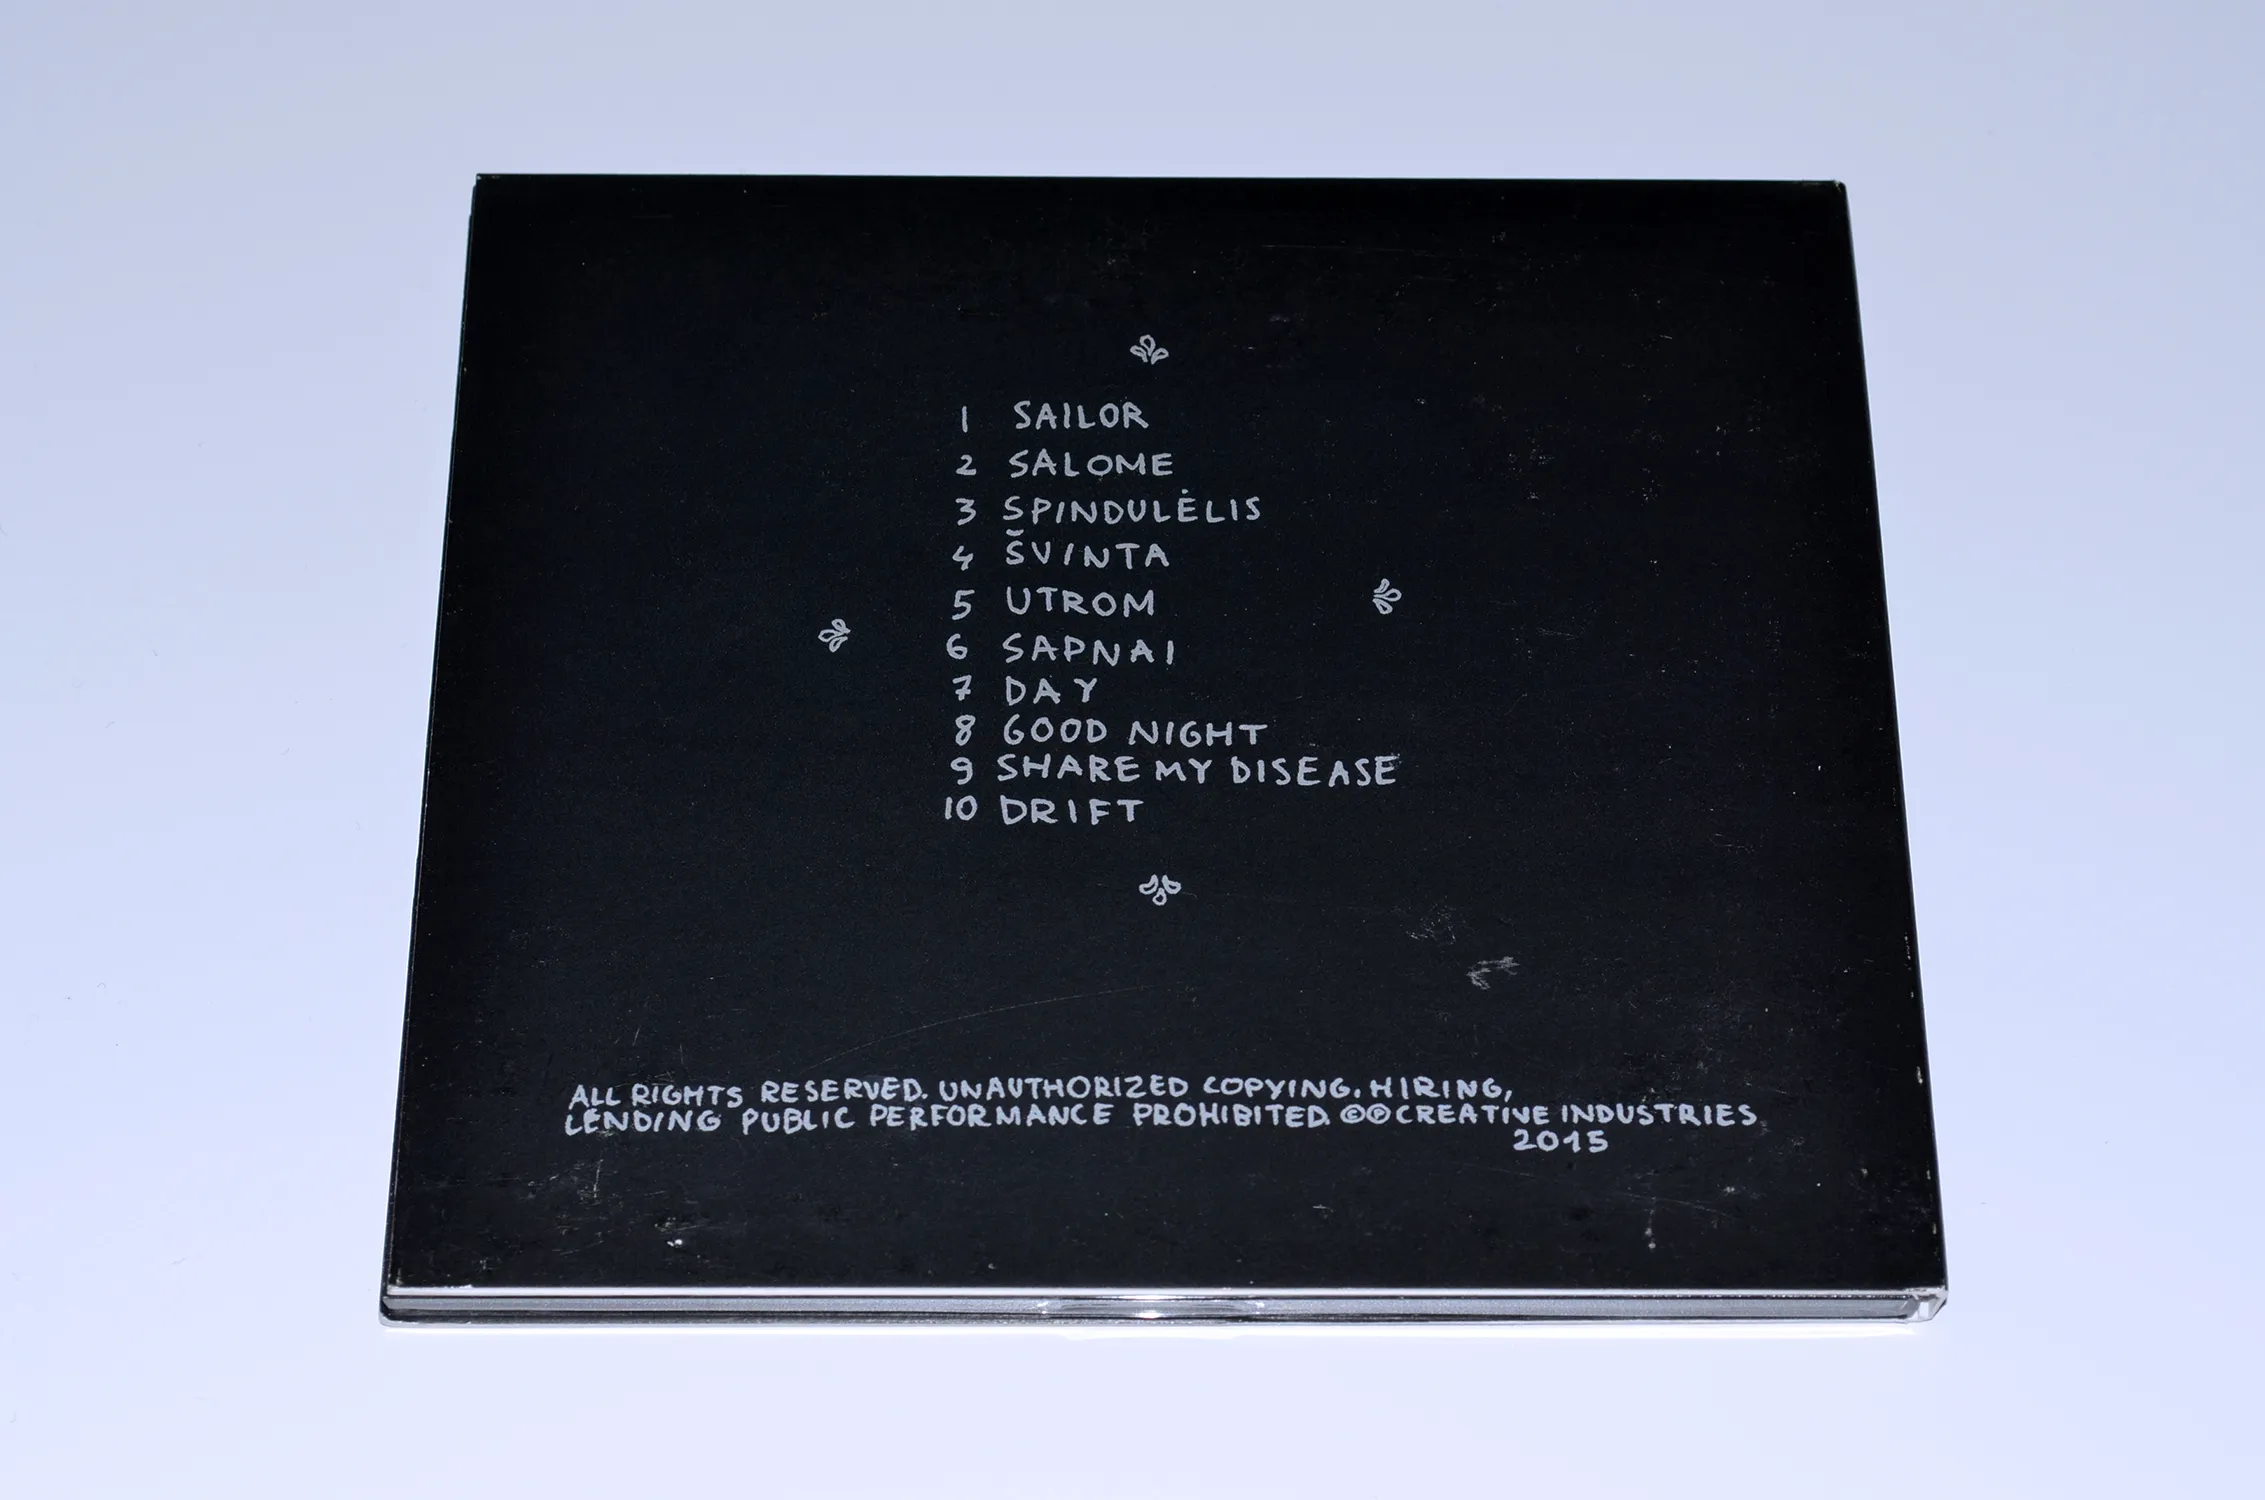 1 SAILOR
2 SALOME
3 SPINDULĖLIS
4 ŠVINTA
5 UTROM
6 SAPNAI
7 DAY
8 GOOD NIGHT
9 SHARE MY DISEASE
10 DRIFT
ALL RIGHTS RESERVED. UNAUTHORIZED COPYING. HIRING,
LENDING PUBLIC PERFORMANCE PROHIBITED. ©℗ CREATIVE INDUSTRIES
2015